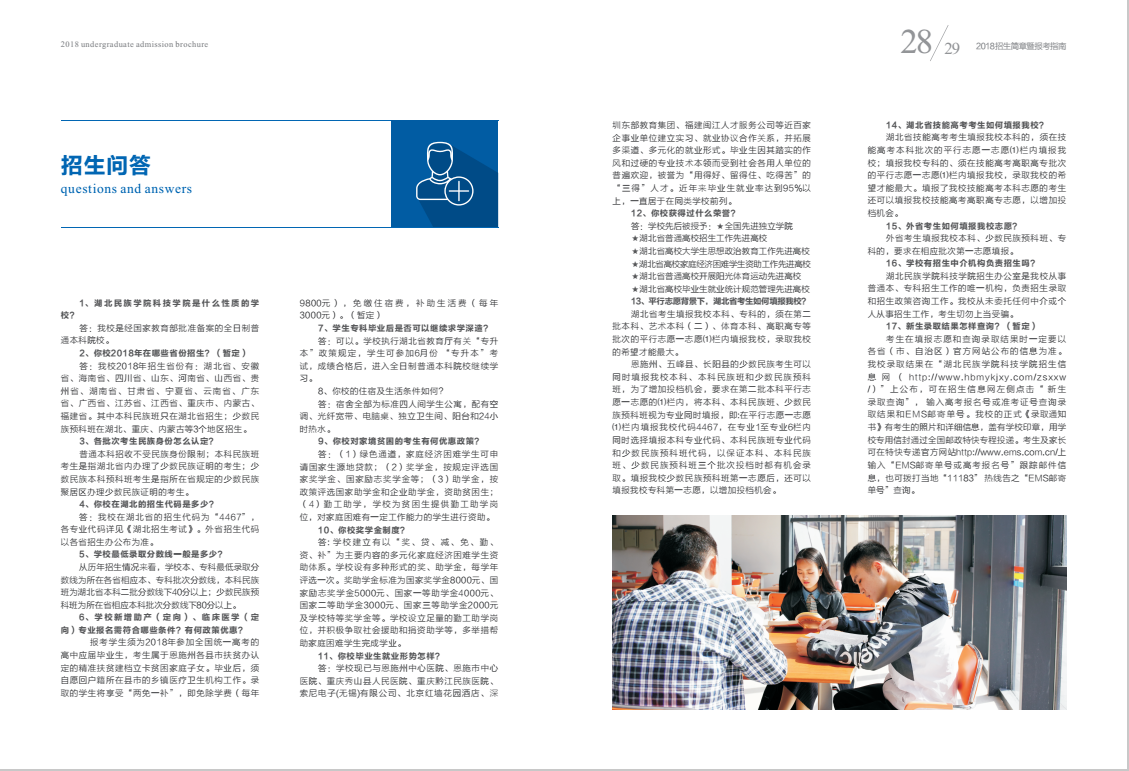 2018 undergraduate admission brochure
28/29
2018招生简章暨报考指南
招生问答
questions and answers
1、湖北民族学院科技学院是什么性质的学
校?
答：我校是经国家教育部批准备案的全日制普
通本科院校。
2、你校2018年在哪些省份招生？（暂定）
答：我校2018年招生省份有：湖北省、安徽
省、海南省、四川省、山东、河南省、山西省、贵
州省、湖南省、甘肃省、宁夏省、云南省、广东
省、广西省、江苏省、江西省、重庆市、内蒙古、
福建省。其中本科民族班只在湖北省招生；少数民
族预科班在湖北、重庆、内蒙古等3个地区招生。
3、各批次考生民族身份怎么认定?
普通本科招收不受民族身份限制；本科民族班
考生是指湖北省内办理了少数民族证明的考生；少
数民族本科预科班考生是指所在省规定的少数民族
聚居区办理少数民族证明的考生。
4、你校在湖北的招生代码是多少？
答：我校在湖北省的招生代码为“4467”，
各专业代码详见《湖北招生考试》。外省招生代码
以各省招生办公布为准。
5、学校最低录取分数线一般是多少？
从历年招生情况来看，学校本、专科最低录取分
数线为所在各省相应本、专科批次分数线，本科民族
班为湖北省本科二批分数线下40分以上；少数民族预
科班为所在省相应本科批次分数线下80分以上。
6、学校新增助产（定向）、临床医学（定
向）专业报名需符合哪些条件？有何政策优惠?
报考学生须为2018年参加全国统一高考的
高中应届毕业生，考生属于恩施州各县市扶贫办认
定的精准扶贫建档立卡贫困家庭子女。毕业后，须
自愿回户籍所在县市的乡镇医疗卫生机构工作。录
取的学生将享受“两免一补”，即免除学费（每年
9800元），免缴住宿费，补助生活费（每年
3000元）。（暂定）
7、学生专科毕业后是否可以继续求学深造?
答：可以。学校执行湖北省教育厅有关“专升
本”政策规定，学生可参加6月份“专升本”考
试，成绩合格后，进入全日制普通本科院校继续学
习。
8、你校的住宿及生活条件如何?
答：宿舍全部为标准四人间学生公寓，配有空
调、光纤宽带、电脑桌、独立卫生间、阳台和24小
时热水。
9、你校对家境贫困的考生有何优惠政策?
答：（1）绿色通道，家庭经济困难学生可申
请国家生源地贷款；（2）奖学金，按规定评选国
家奖学金、国家励志奖学金等；（3）助学金，按
政策评选国家助学金和企业助学金，资助贫困生；
（4）勤工助学，学校为贫困生提供勤工助学岗
位，对家庭困难有一定工作能力的学生进行资助。
10、你校奖学金制度?
答：学校建立有以“奖、贷、减、免、勤、
资、补”为主要内容的多元化家庭经济困难学生资
助体系。学校设有多种形式的奖、助学金，每学年
评选一次。奖助学金标准为国家奖学金8000元、国
家励志奖学金5000元、国家一等助学金4000元、
国家二等助学金3000元、国家三等助学金2000元
及学校特等奖学金等。学校设立足量的勤工助学岗
位，并积极争取社会援助和捐资助学等，多举措帮
助家庭困难学生完成学业。
11、你校毕业生就业形势怎样?
答：学校现已与恩施州中心医院、恩施市中心
医院、重庆秀山县人民医院、重庆黔江民族医院、
索尼电子(无锡)有限公司、北京红墙花园酒店、深
圳东部教育集团、福建闽江人才服务公司等近百家
企事业单位建立实习、就业协议合作关系，并拓展
多渠道、多元化的就业形式。毕业生因其踏实的作
风和过硬的专业技术本领而受到社会各用人单位的
普遍欢迎，被誉为“用得好、留得住、吃得苦”的
“三得”人才。近年来毕业生就业率达到95%以
上，一直居于在同类学校前列。
12、你校获得过什么荣誉?
答：学校先后被授予：★全国先进独立学院
★湖北省普通高校招生工作先进高校
★湖北省高校大学生思想政治教育工作先进高校
★湖北省高校家庭经济困难学生资助工作先进高校
★湖北省普通高校开展阳光体育运动先进高校
★湖北省高校毕业生就业统计规范管理先进高校
13、平行志愿背景下，湖北省考生如何填报我校?
湖北省考生填报我校本科、专科的，须在第二
批本科、艺术本科（二）、体育本科、高职高专等
批次的平行志愿一志愿(1)栏内填报我校，录取我校
的希望才能最大。
恩施州、五峰县、长阳县的少数民族考生可以
同时填报我校本科、本科民族班和少数民族预科
班，为了增加投档机会，要求在第二批本科平行志
愿一志愿的(1)栏内，将本科、本科民族班、少数民
族预科班视为专业同时填报，即:在平行志愿一志愿
(1)栏内填报我校代码4467，在专业1至专业6栏内
同时选择填报本科专业代码、本科民族班专业代码
和少数民族预科班代码，以保证本科、本科民族
班、少数民族预科班三个批次投档时都有机会录
取。填报我校少数民族预科班第一志愿后，还可以
填报我校专科第一志愿，以增加投档机会。
14、湖北省技能高考考生如何填报我校?
湖北省技能高考考生填报我校本科的，须在技
能高考本科批次的平行志愿一志愿(1)栏内填报我
校；填报我校专科的、须在技能高考高职高专批次
的平行志愿一志愿(1)栏内填报我校，录取我校的希
望才能最大。填报了我校技能高考本科志愿的考生
还可以填报我校技能高考高职高专志愿，以增加投
档机会。
15、外省考生如何填报我校志愿?
外省考生填报我校本科、少数民族预科班、专
科的，要求在相应批次第一志愿填报。
16、学校有招生中介机构负责招生吗?
湖北民族学院科技学院招生办公室是我校从事
普通本、专科招生工作的唯一机构，负责招生录取
和招生政策咨询工作。我校从未委托任何中介或个
人从事招生工作，考生切勿上当受骗。
17、新生录取结果怎样查询？（暂定）
考生在填报志愿和查询录取结果时一定要以
各省（市、自治区）官方网站公布的信息为准。
我校录取结果在“湖北民族学院科技学院招生信
息网（http://www.hbmykjxy.com/zsxxw
/）”上公布，可在招生信息网左侧点击“新生
录取查询”，输入高考报名号或准考证号查询录
取结果和EMS邮寄单号。我校的正式《录取通知
书》有考生的照片和详细信息，盖有学校印章，用学
校专用信封通过全国邮政特快专程投递。考生及家长
可在特快专递官方网站http://www.ems.com.cn/上
输入“EMS邮寄单号或高考报名号”跟踪邮件信
息，也可拨打当地“11183”热线告之“EMS邮寄
单号”查询。